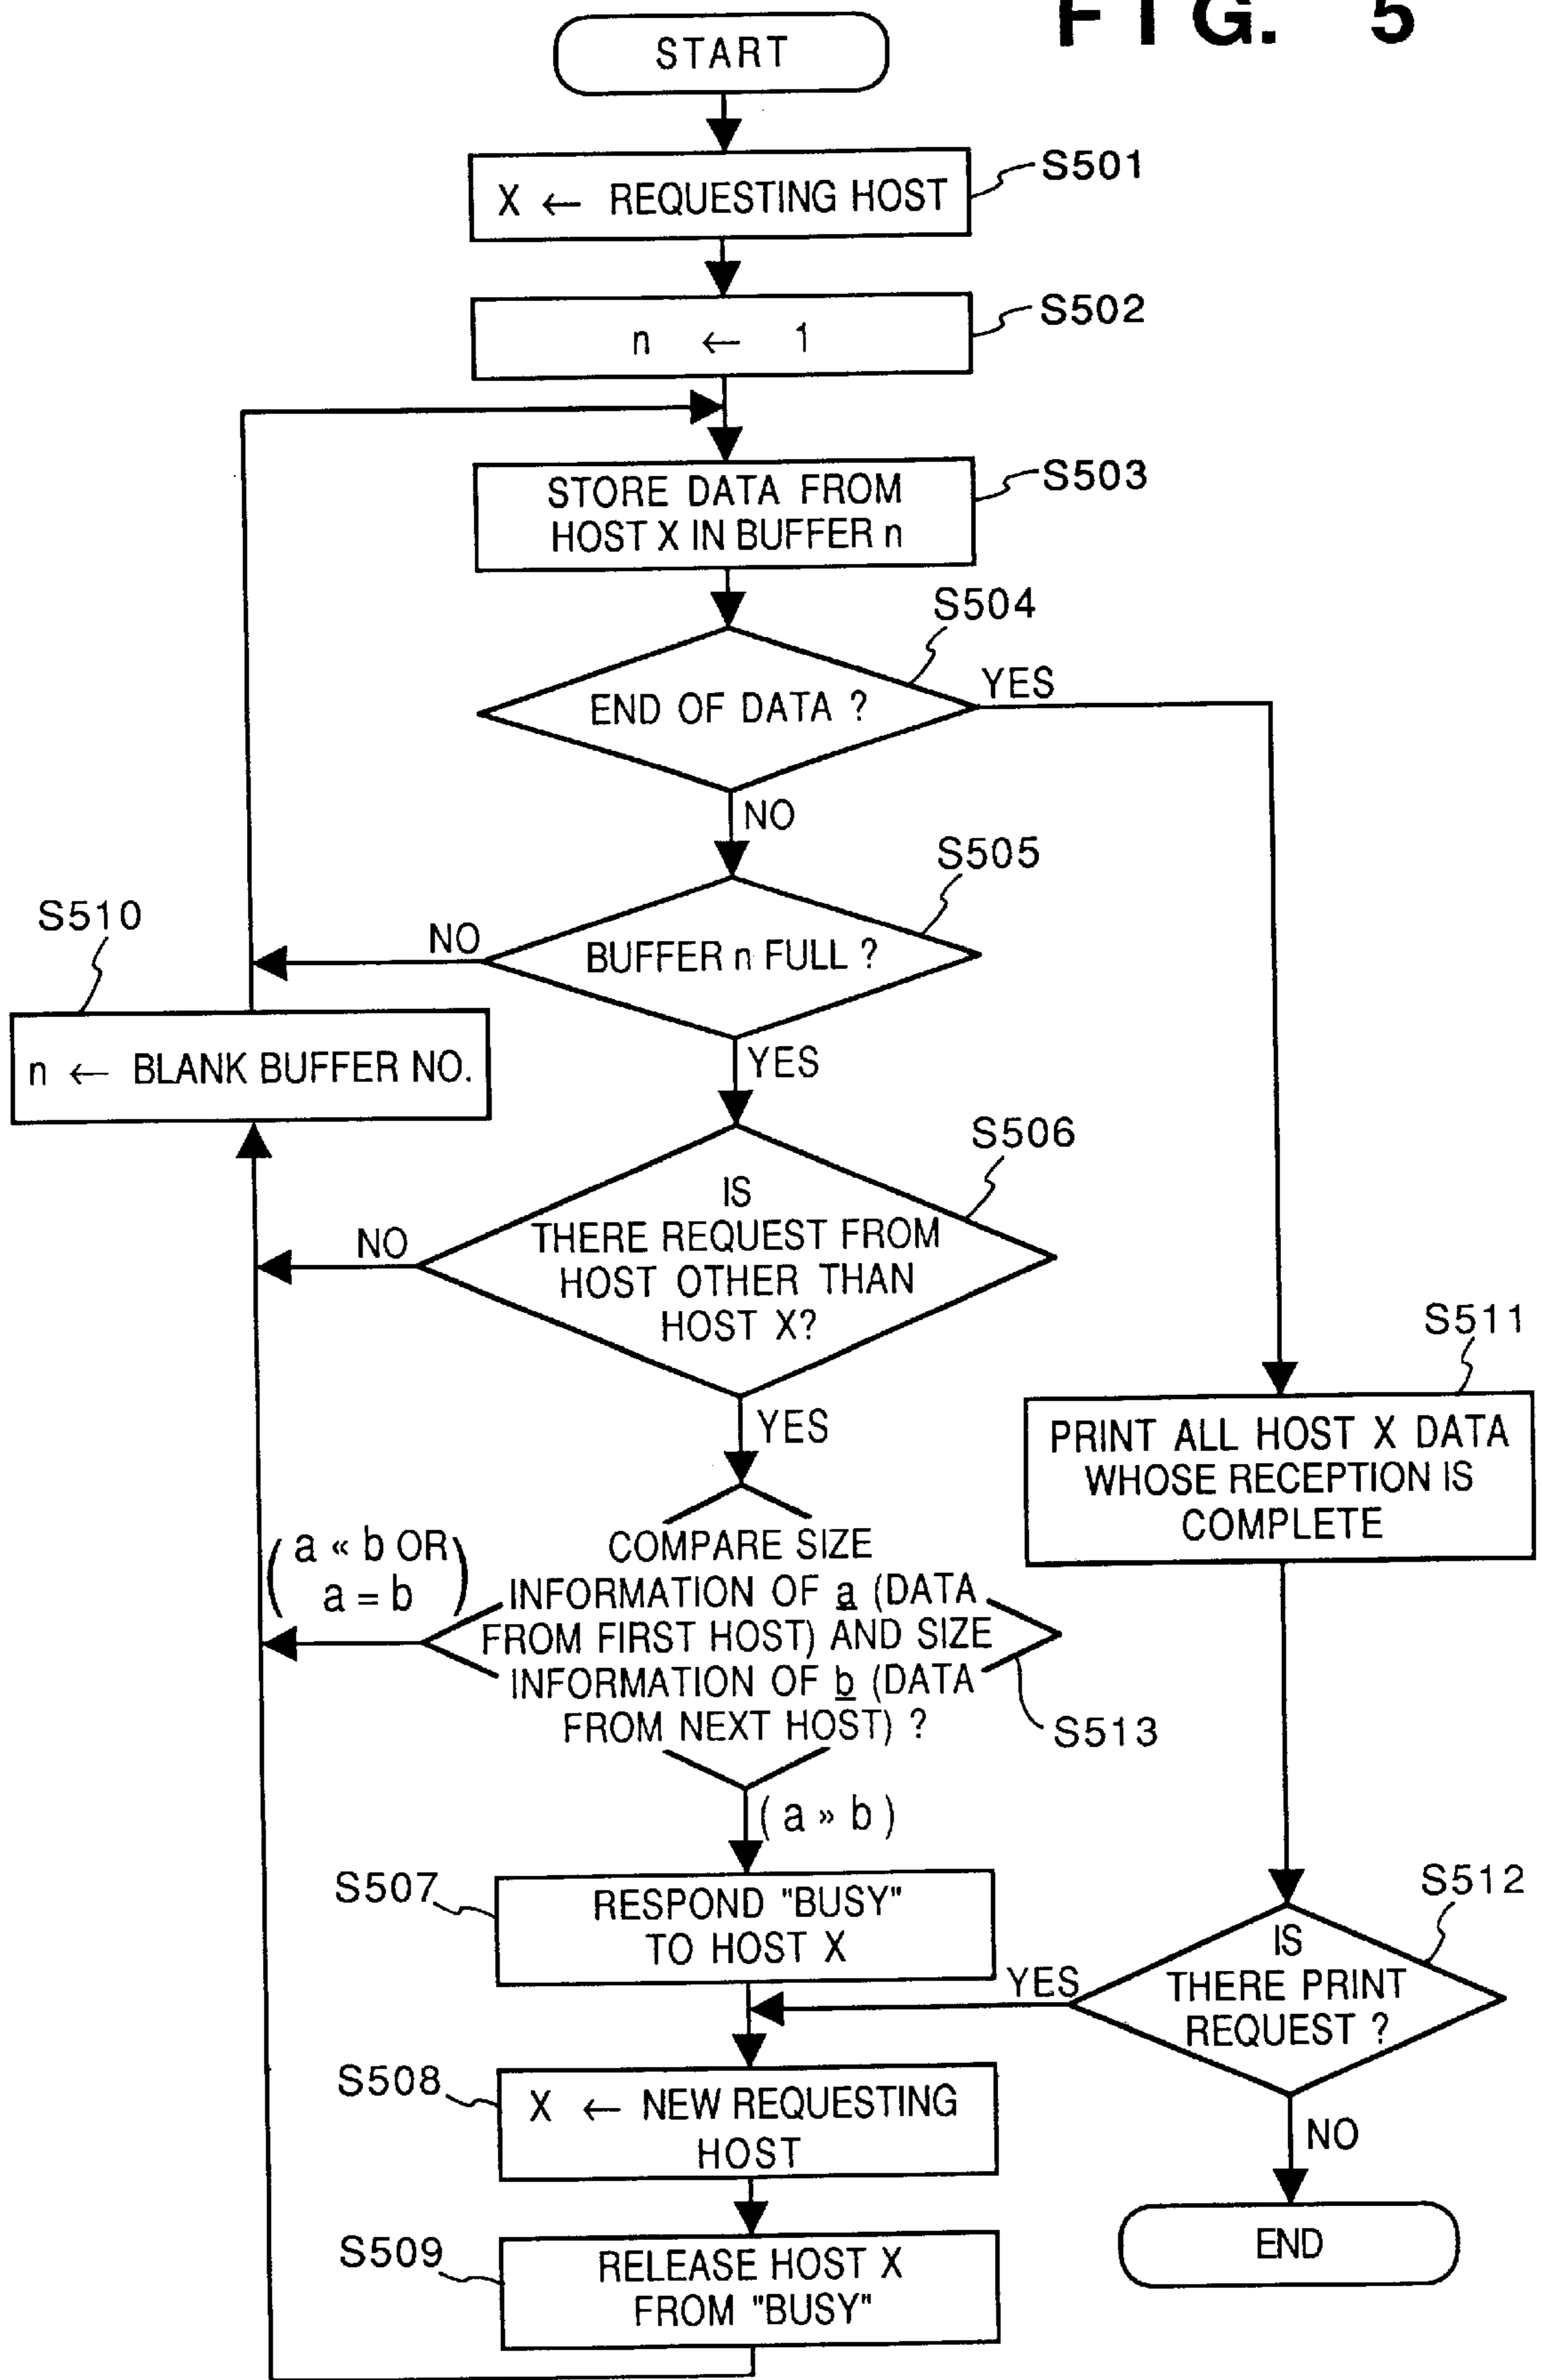 FIG. 5
START
S501
X ← REQUESTING HOST
S502
n ← 1
S503
STORE DATA FROM
HOST X IN BUFFER n
S504
END OF DATA ?
YES
NO
S505
BUFFER n FULL ?
NO
S510
n ← BLANK BUFFER NO.
YES
S506
IS
THERE REQUEST FROM
HOST OTHER THAN
HOST X?
NO
YES
S511
PRINT ALL HOST X DATA
WHOSE RECEPTION IS
COMPLETE
COMPARE SIZE
INFORMATION OF a (DATA
FROM FIRST HOST) AND SIZE
INFORMATION OF b (DATA
FROM NEXT HOST) ?
(a « b OR
a = b)
S513
(a » b)
S507
RESPOND "BUSY"
TO HOST X
S512
IS
THERE PRINT
REQUEST ?
YES
NO
S508
X ← NEW REQUESTING
HOST
S509
RELEASE HOST X
FROM "BUSY"
END